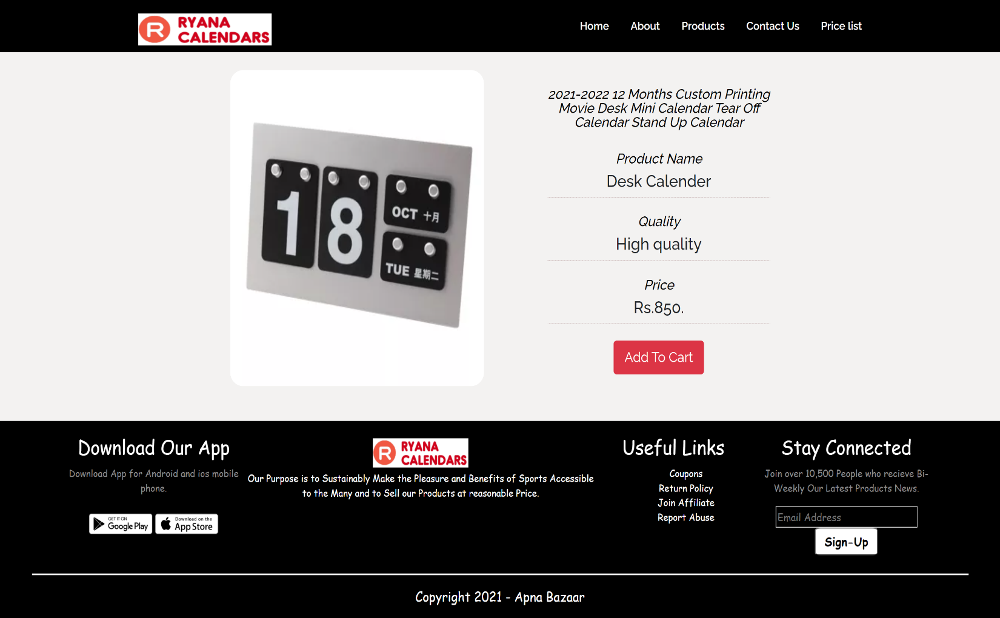 RYANA
CALENDARS
Home About Products Contact Us Price list
18
OCT 十月
TUE 星期二
2021-2022 12 Months Custom Printing
Movie Desk Mini Calendar Tear Off
Calendar Stand Up Calendar
Product Name
Desk Calender
Quality
High quality
Price
Rs.850.
Add To Cart
Download Our App
Download App for Android and ios mobile
phone.
GET IT ON
Google Play
Download on the
App Store
RYANA
CALENDARS
Our Purpose is to Sustainably Make the Pleasure and Benefits of Sports Accessible
to the Many and to Sell our Products at reasonable Price.
Useful Links
Coupons
Return Policy
Join Affiliate
Report Abuse
Stay Connected
Join over 10,500 People who recieve Bi-
Weekly Our Latest Products News.
Email Address
Sign-Up
Copyright 2021 - Apna Bazaar